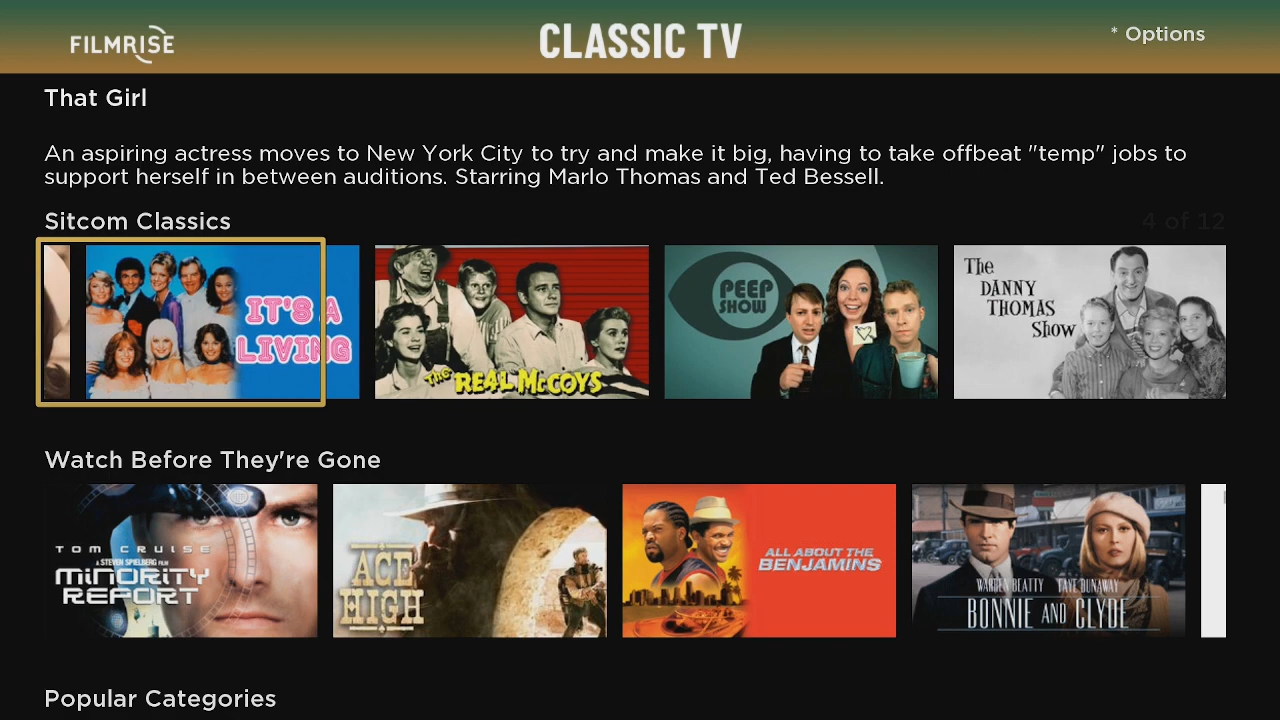 FILMRISE
CLASSIC TV
* Options
That Girl
An aspiring actress moves to New York City to try and make it big, having to take offbeat "temp" jobs to
support herself in between auditions. Starring Marlo Thomas and Ted Bessell.
Sitcom Classics
4 of 12
IT'S A
LIVING
The REAL McCOYS
PEEP
SHOW
The
DANNY
THOMAS
Show
Watch Before They're Gone
TOM CRUISE
A STEVEN SPIELBERG FILM
MINORITY
REPORT
ACE
HIGH
ALL ABOUT THE
BENJAMINS
WARREN BEATTY FAYE DUNAWAY
BONNIE AND CLYDE
Popular Categories